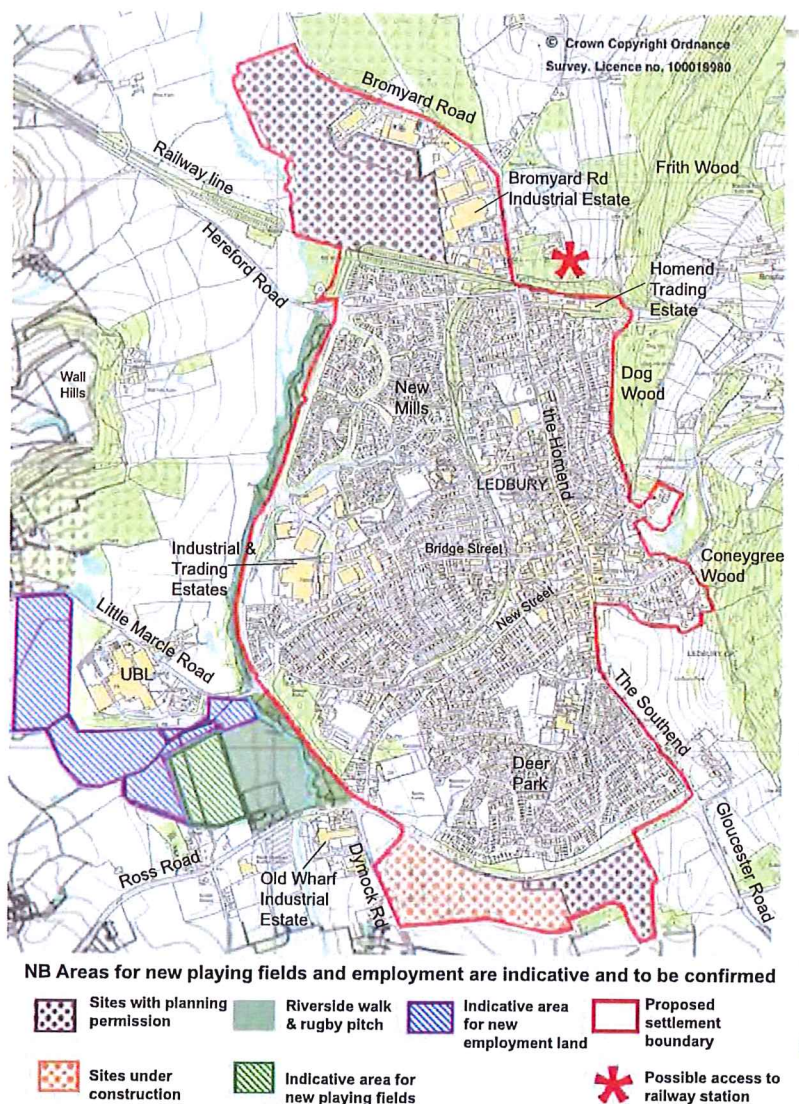 © Crown Copyright Ordnance
Survey. Licence no, 100018980
Bromyard Road
Railway line
Frith Wood
Bromyard Rd
Industrial Estate
Hereford Road
Homend
Trading
Estate
Wall
Hills
New
Mills
Dog
Wood
the Homend
LEDBURY
Bridge Street
Industrial &
Trading
Estates
Coneygree
Wood
New Street
Little Marcle Road
UBL
The Southend
Deer
Park
Gloucester Road
Ross Road
Old Wharf
Industrial
Estate
Dymock Rd
NB Areas for new playing fields and employment are indicative and to be confirmed
Sites with planning
permission
Riverside walk
& rugby pitch
Indicative area
for new
employment land
Proposed
settlement
boundary
Sites under
construction
Indicative area for
new playing fields
Possible access to
railway station